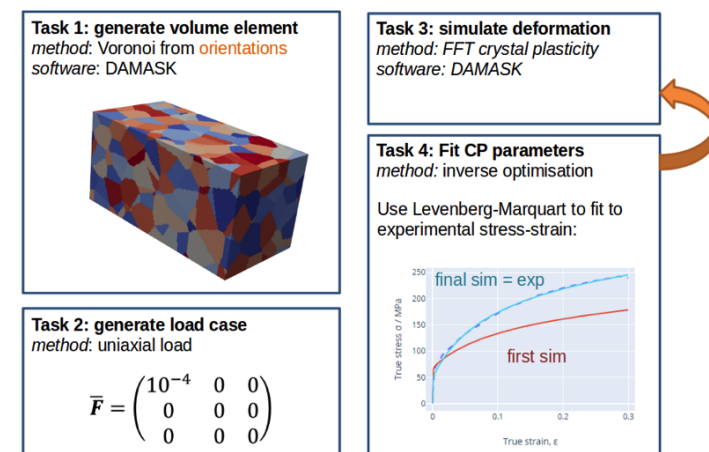 Task 1: generate volume element
method: Voronoi from orientations
software: DAMASK
Task 2: generate load case
method: uniaxial load
F̅ = (10⁻⁴ 0 0
0 0 0
0 0 0)
Task 3: simulate deformation
method: FFT crystal plasticity
software: DAMASK
Task 4: Fit CP parameters
method: inverse optimisation
Use Levenberg-Marquart to fit to
experimental stress-strain:
final sim = exp
first sim
True stress σ / MPa
250
200
150
100
50
0
0 0.1 0.2 0.3
True strain, ε